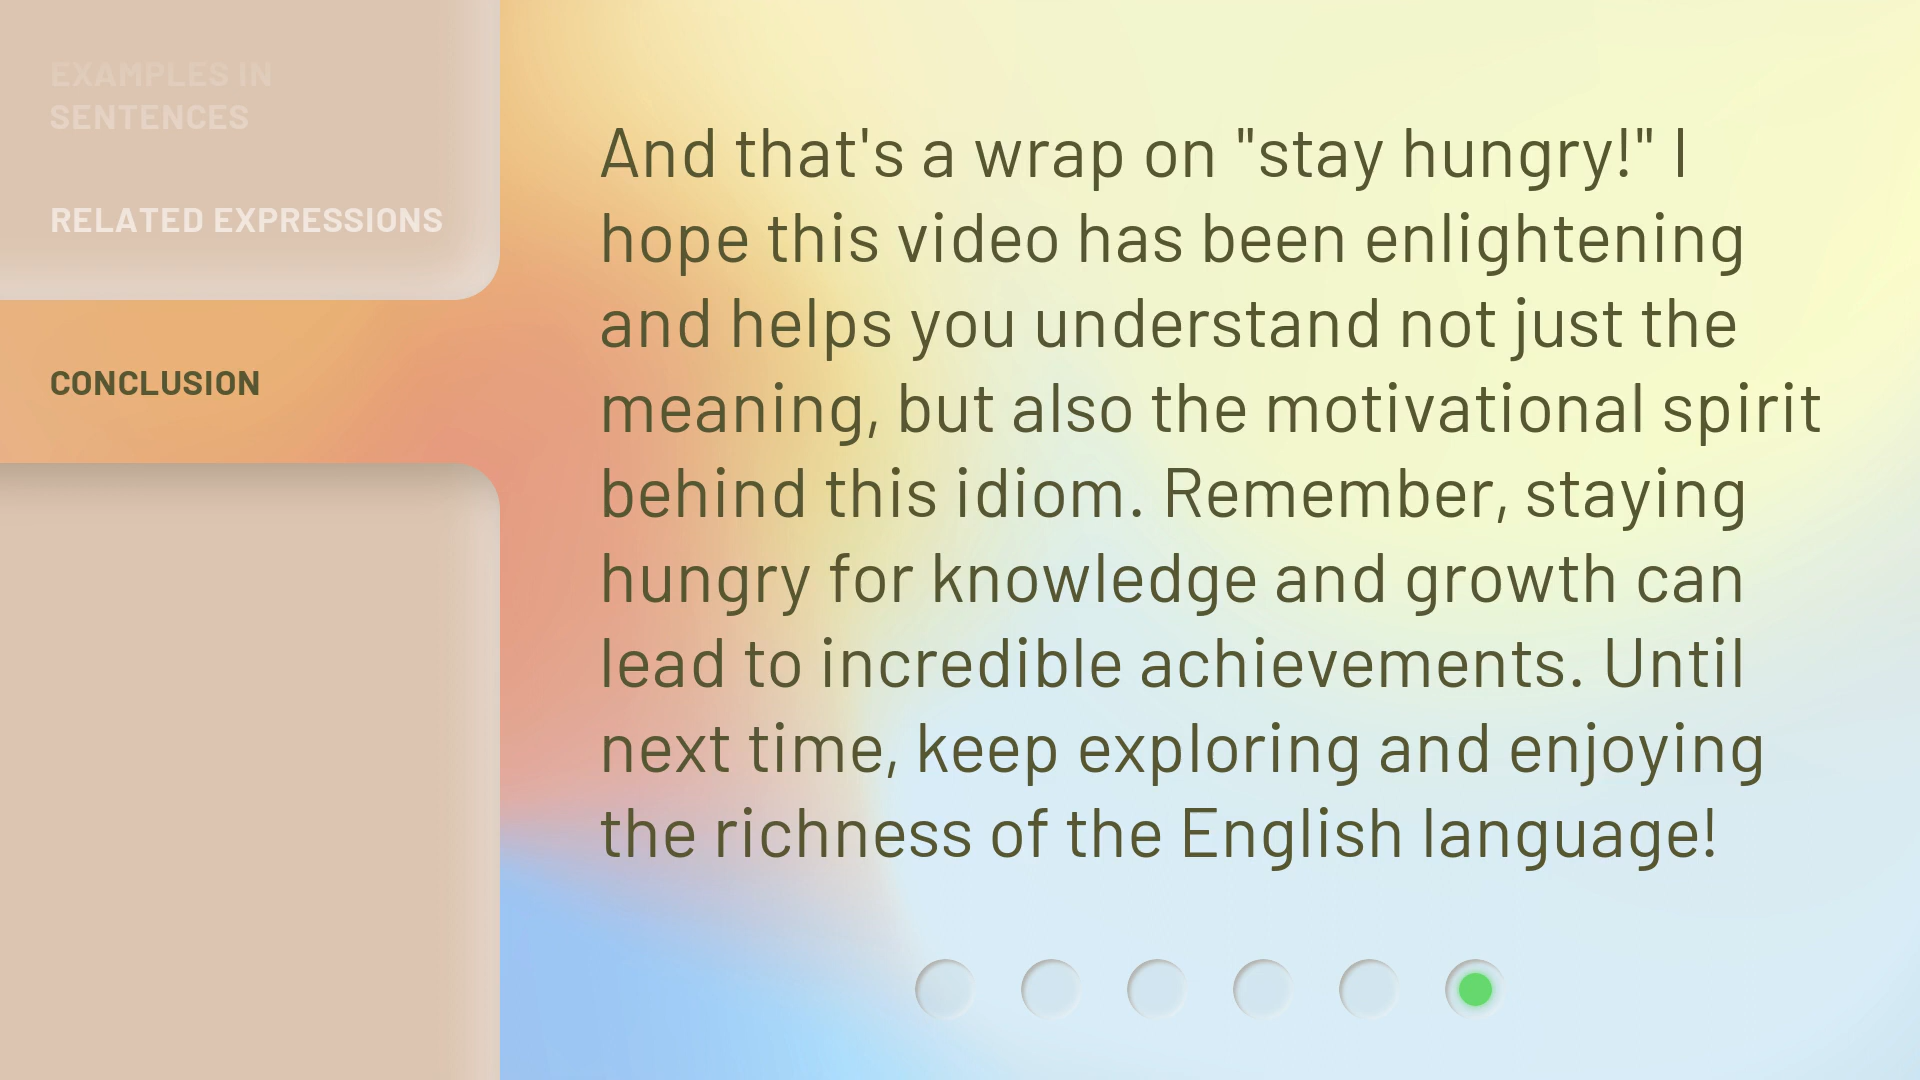 EXAMPLES IN
SENTENCES
RELATED EXPRESSIONS
CONCLUSION
And that's a wrap on "stay hungry!" I
hope this video has been enlightening
and helps you understand not just the
meaning, but also the motivational spirit
behind this idiom. Remember, staying
hungry for knowledge and growth can
lead to incredible achievements. Until
next time, keep exploring and enjoying
the richness of the English language!